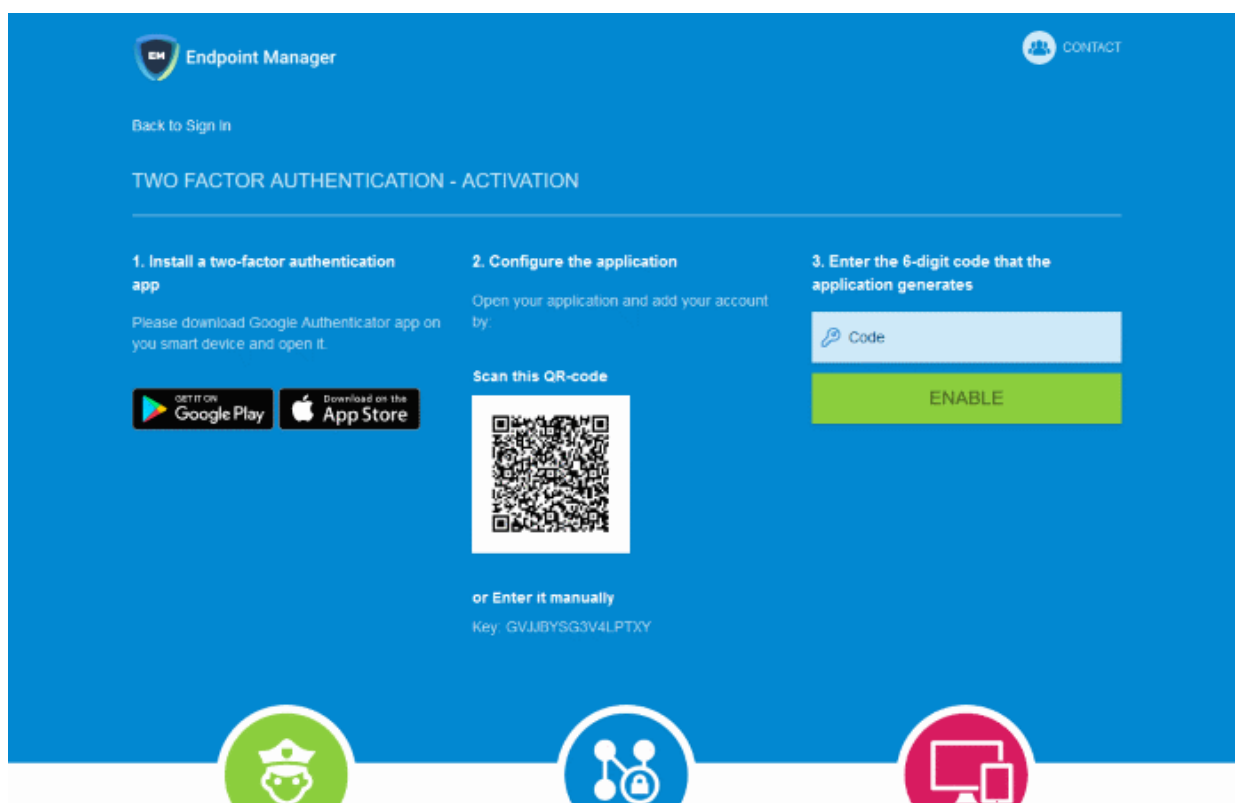 EM Endpoint Manager
CONTACT
Back to Sign In
TWO FACTOR AUTHENTICATION - ACTIVATION
1. Install a two-factor authentication
app
Please download Google Authenticator app on
you smart device and open it.
GET IT ON
Google Play
Download on the
App Store
2. Configure the application
Open your application and add your account
by:
Scan this QR-code
or Enter it manually
Key: GVJJBYSG3V4LPTXY
3. Enter the 6-digit code that the
application generates
Code
ENABLE